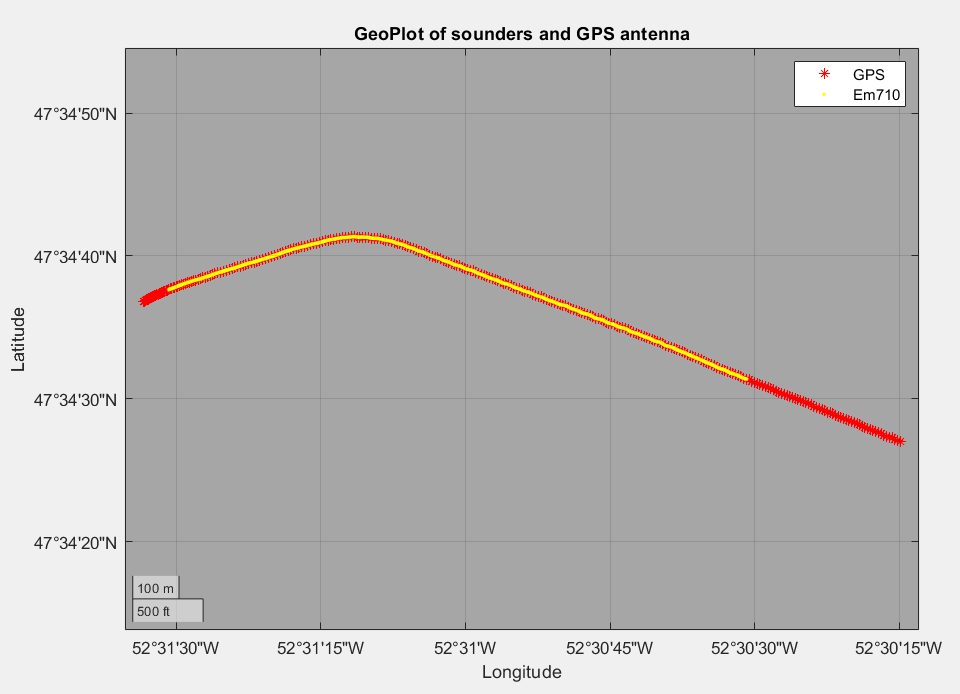 GeoPlot of sounders and GPS antenna
GPS
Em710
47°34'50"N
47°34'40"N
47°34'30"N
47°34'20"N
Latitude
100 m
500 ft
52°31'30"W
52°31'15"W
52°31'W
52°30'45"W
52°30'30"W
52°30'15"W
Longitude